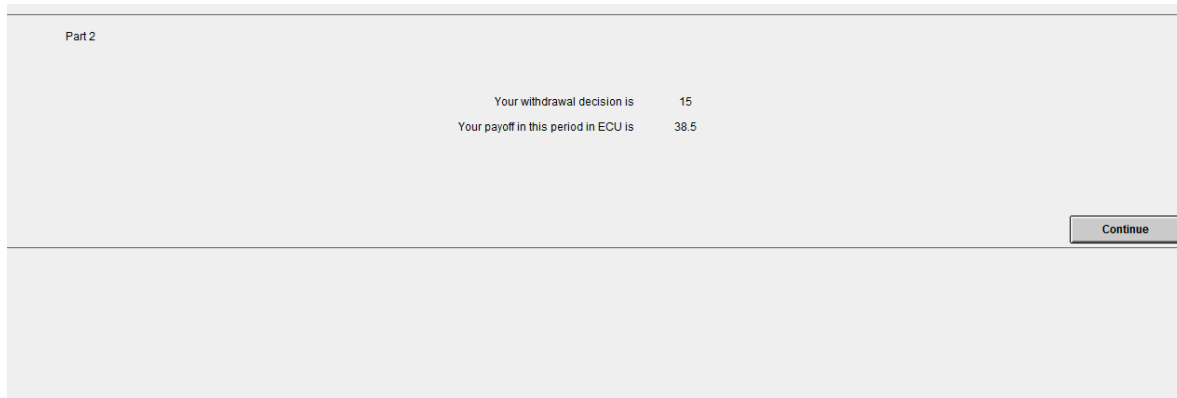 Part 2
Your withdrawal decision is 15
Your payoff in this period in ECU is 38.5
Continue